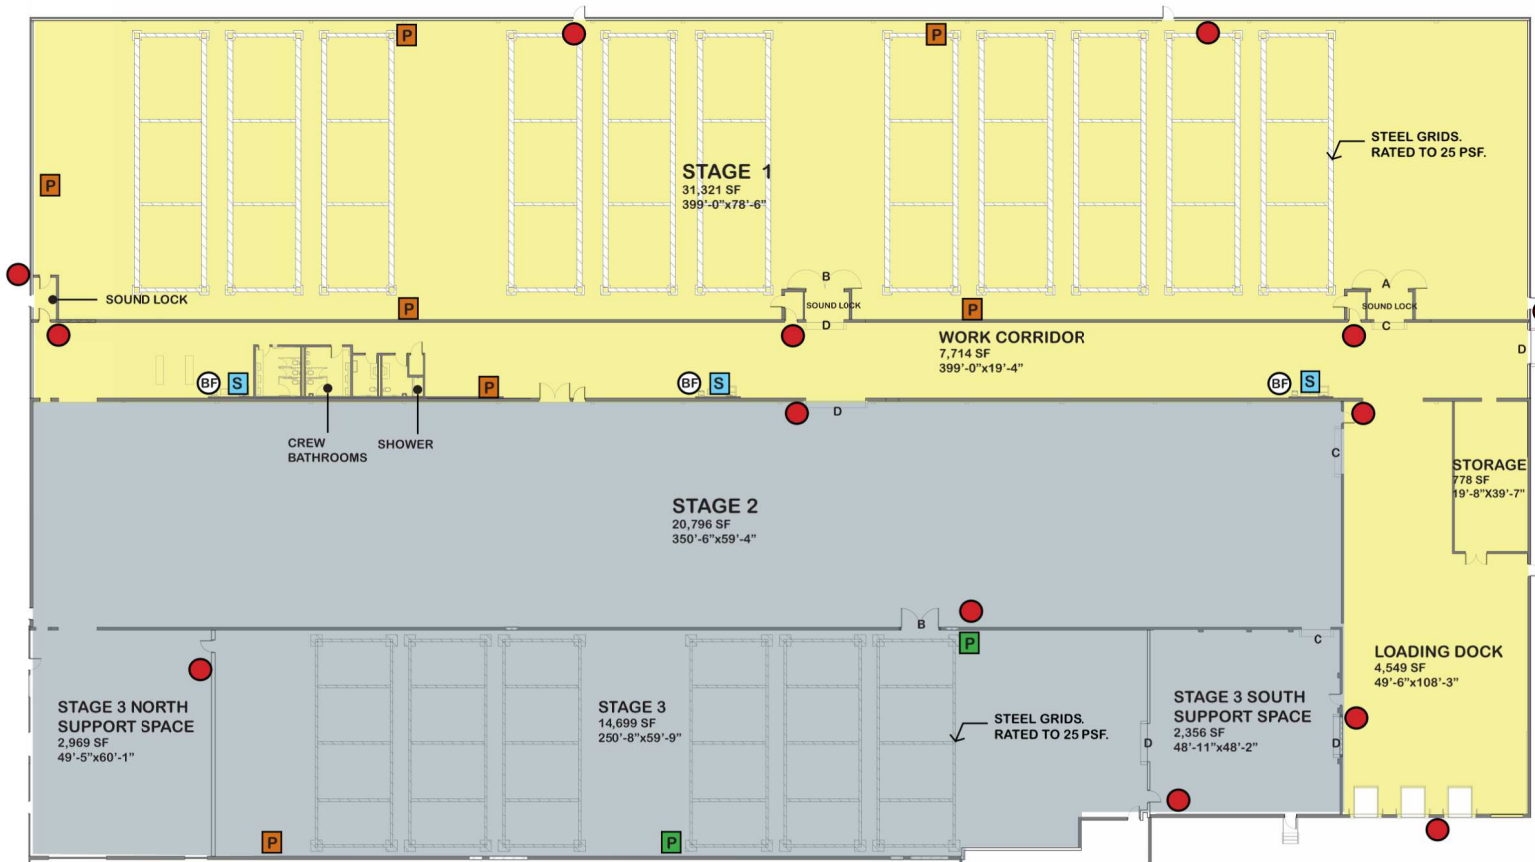 P
P
STEEL GRIDS.
RATED TO 25 PSF.
STAGE 1
31,321 SF
399'-0"x78'-6"
P
B
A
SOUND LOCK
SOUND LOCK
SOUND LOCK
P
P
D
C
WORK CORRIDOR
7,714 SF
399'-0"x19'-4"
D
BF
S
P
BF
S
BF
S
D
CREW
BATHROOMS
SHOWER
C
STORAGE
778 SF
19'-8"X39'-7"
STAGE 2
20,796 SF
350'-6"x59'-4"
B
P
C
STAGE 3 NORTH
SUPPORT SPACE
2,969 SF
49'-5"x60'-1"
STAGE 3
14,699 SF
250'-8"x59'-9"
STEEL GRIDS.
RATED TO 25 PSF.
STAGE 3 SOUTH
SUPPORT SPACE
2,356 SF
48'-11"x48'-2"
LOADING DOCK
4,549 SF
49'-6"x108'-3"
D
D
P
P